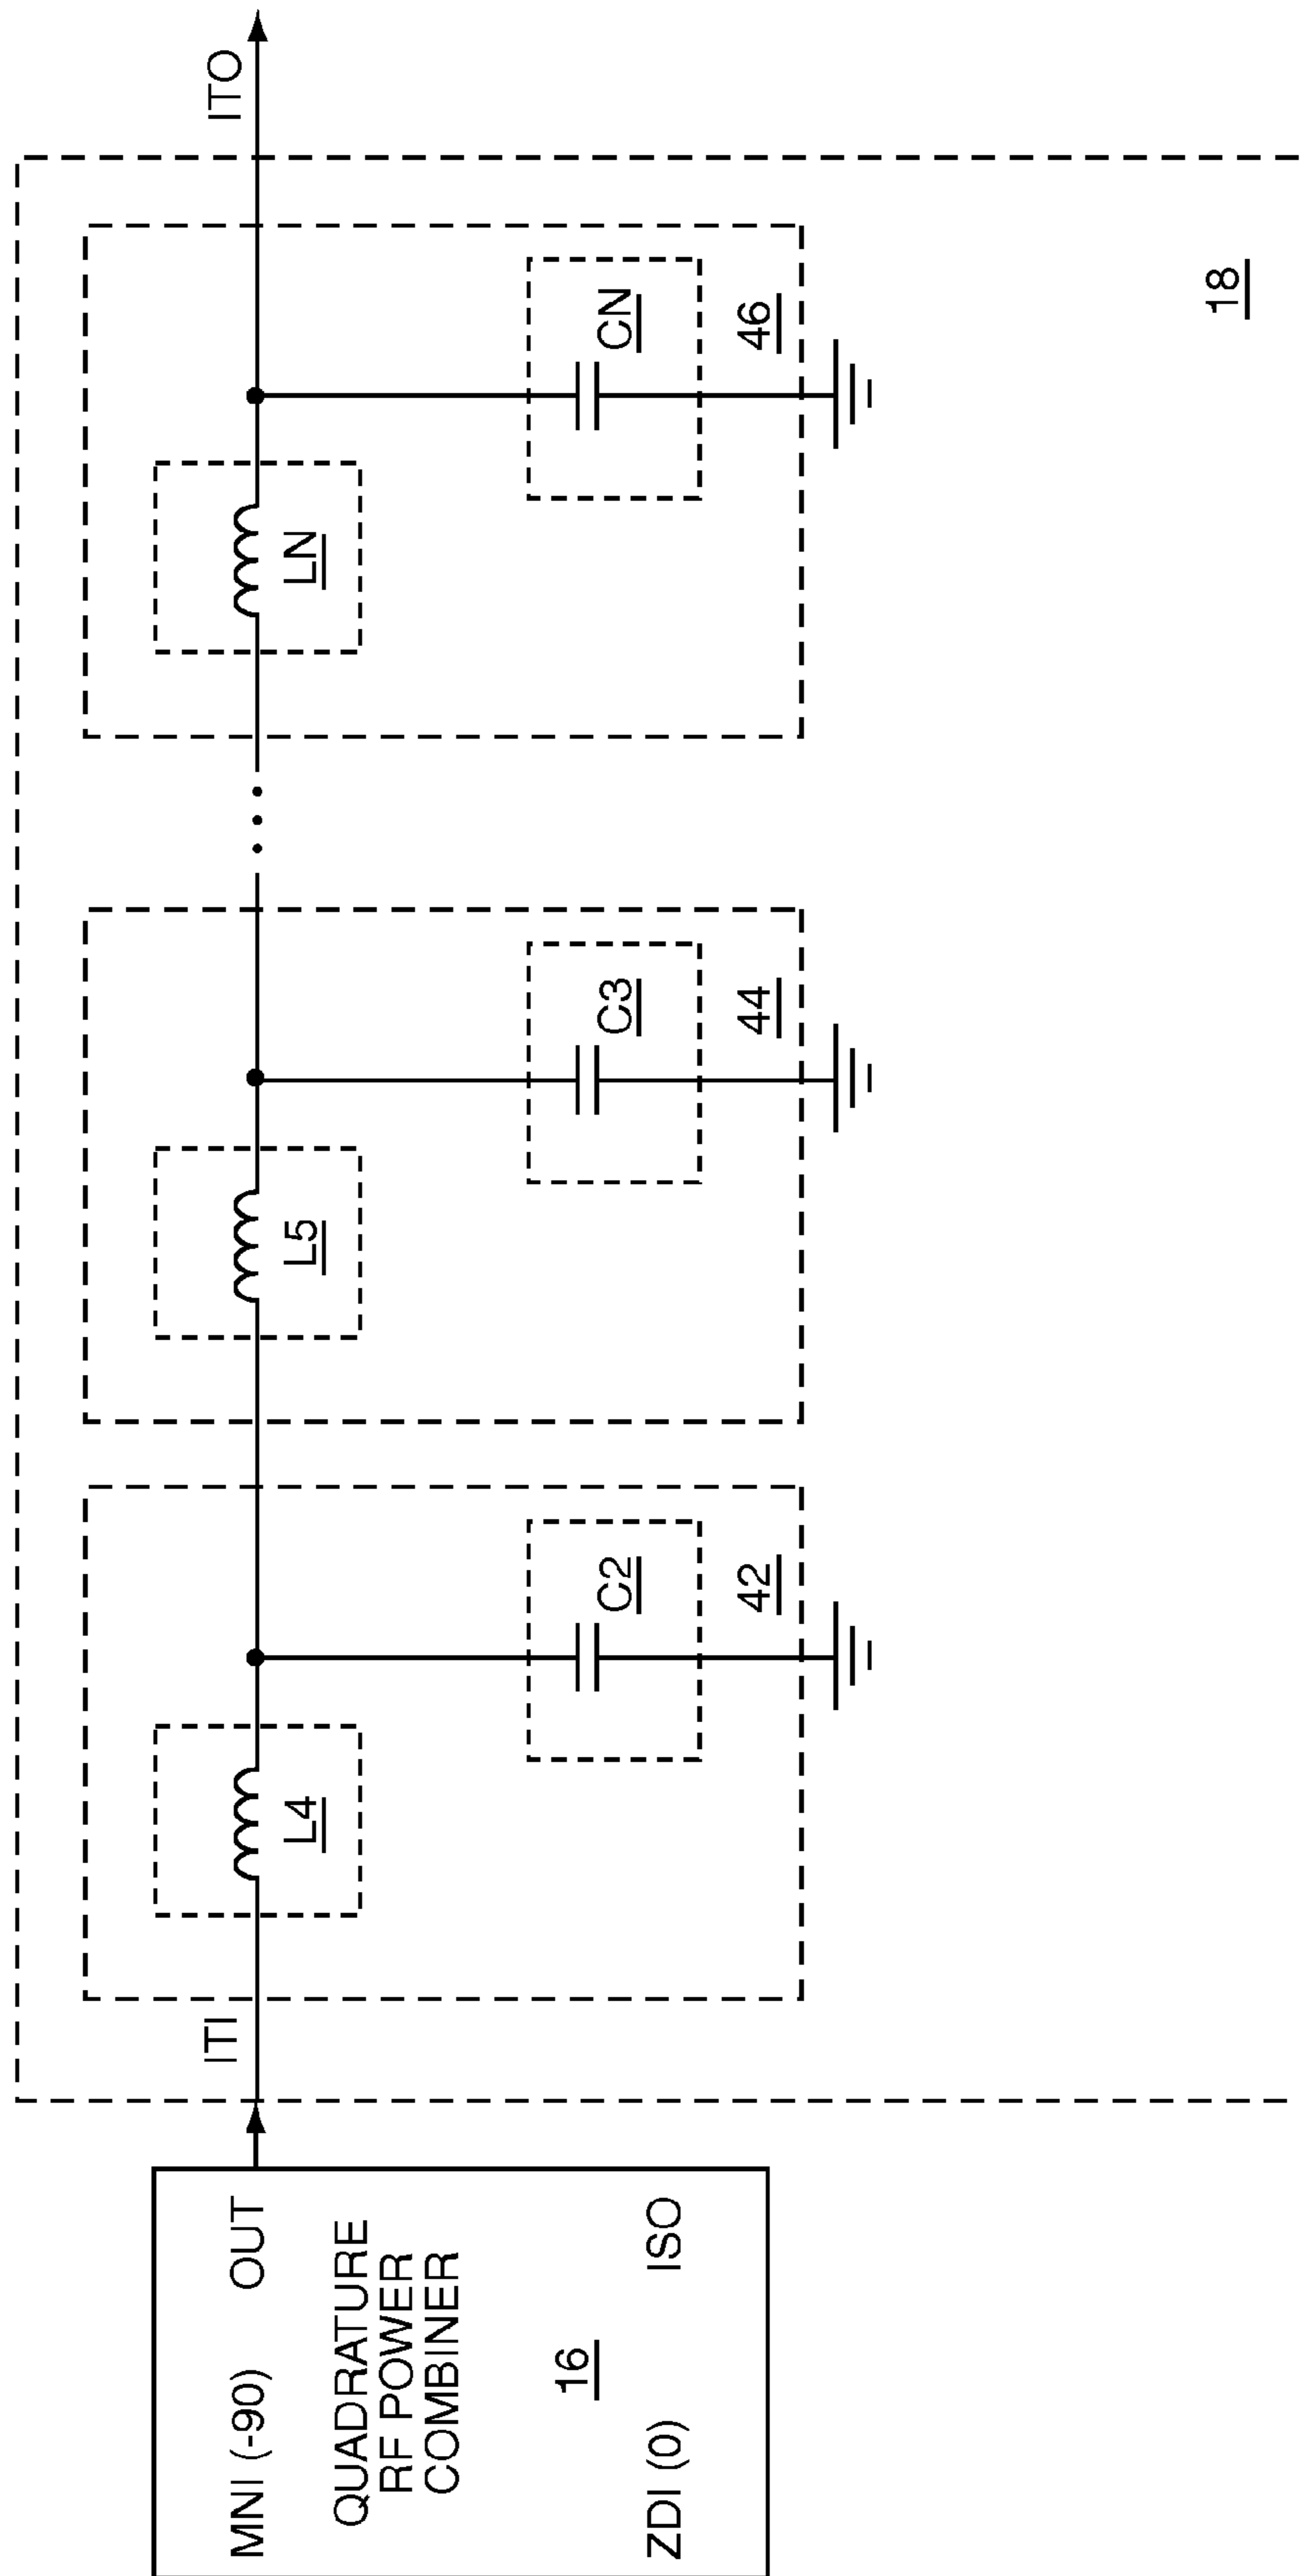 MNI (-90) OUT
QUADRATURE
RF POWER
COMBINER
16
ZDI (0) ISO
ITI
L4
C2
42
L5
C3
44
LN
CN
46
ITO
18